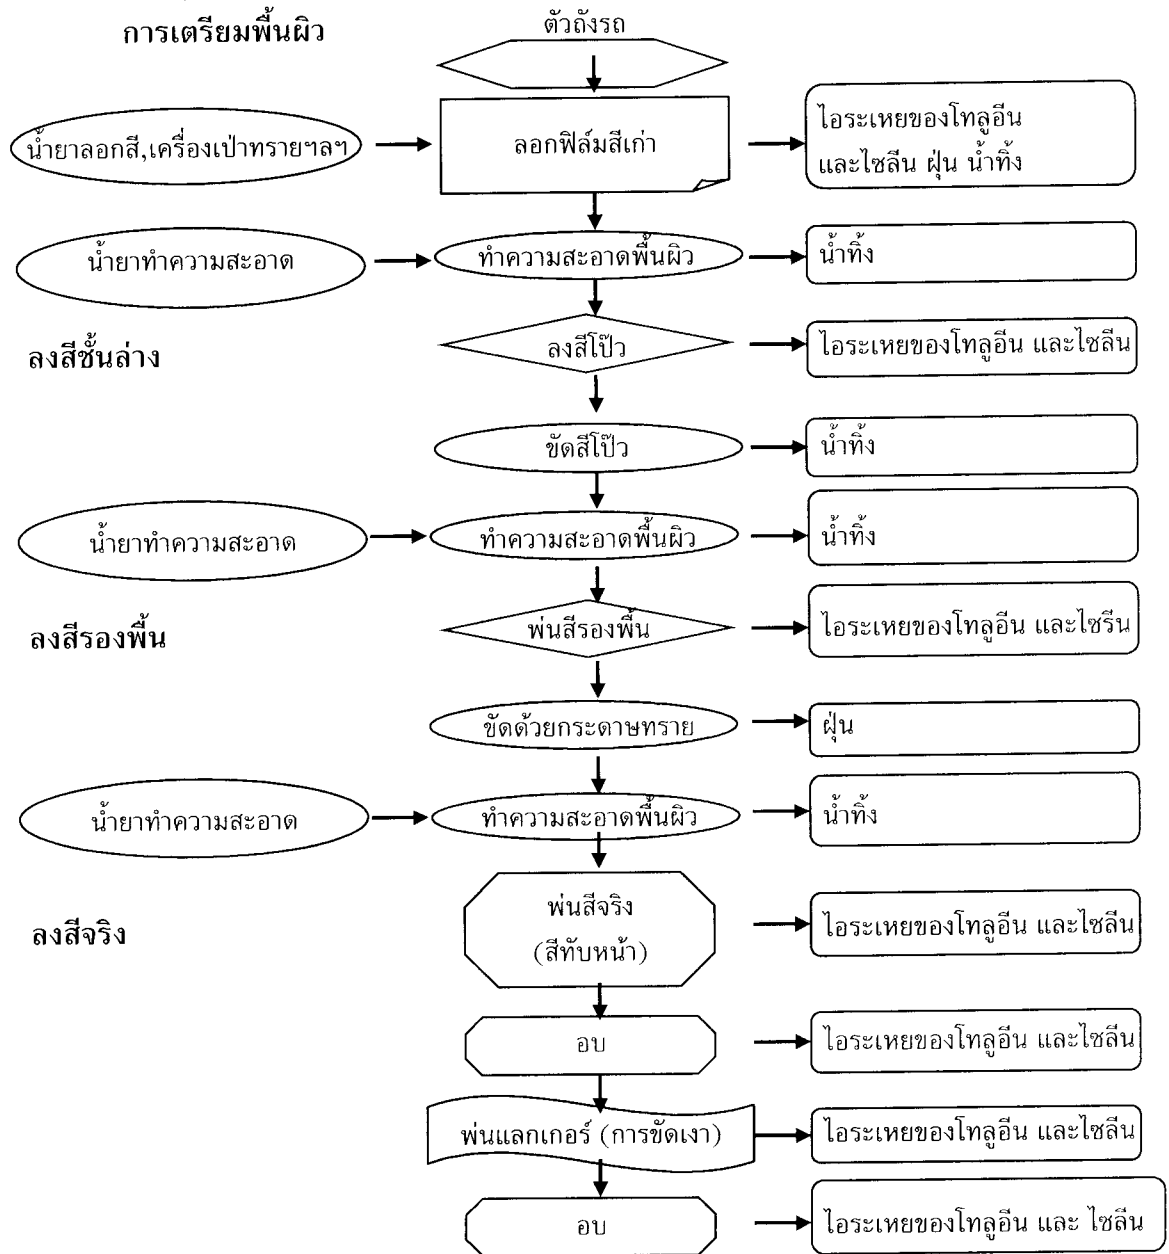 การเตรียมพื้นผิว
ตัวถังรถ
น้ำยาลอกสี,เครื่องเป่าทรายฯลฯ
ลอกฟิล์มสีเก่า
ไอระเหยของโทลูอีน
และไซลีน ฝุ่น น้ำทิ้ง
น้ำยาทำความสะอาด
ทำความสะอาดพื้นผิว
น้ำทิ้ง
ลงสีชั้นล่าง
ลงสีโป๊ว
ไอระเหยของโทลูอีน และไซลีน
ขัดสีโป๊ว
น้ำทิ้ง
น้ำยาทำความสะอาด
ทำความสะอาดพื้นผิว
น้ำทิ้ง
ลงสีรองพื้น
พ่นสีรองพื้น
ไอระเหยของโทลูอีน และไซรีน
ขัดด้วยกระดาษทราย
ฝุ่น
น้ำยาทำความสะอาด
ทำความสะอาดพื้นผิว
น้ำทิ้ง
ลงสีจริง
พ่นสีจริง
(สีทับหน้า)
ไอระเหยของโทลูอีน และไซลีน
อบ
ไอระเหยของโทลูอีน และไซลีน
พ่นแลกเกอร์ (การขัดเงา)
ไอระเหยของโทลูอีน และไซลีน
อบ
ไอระเหยของโทลูอีน และ ไซลีน